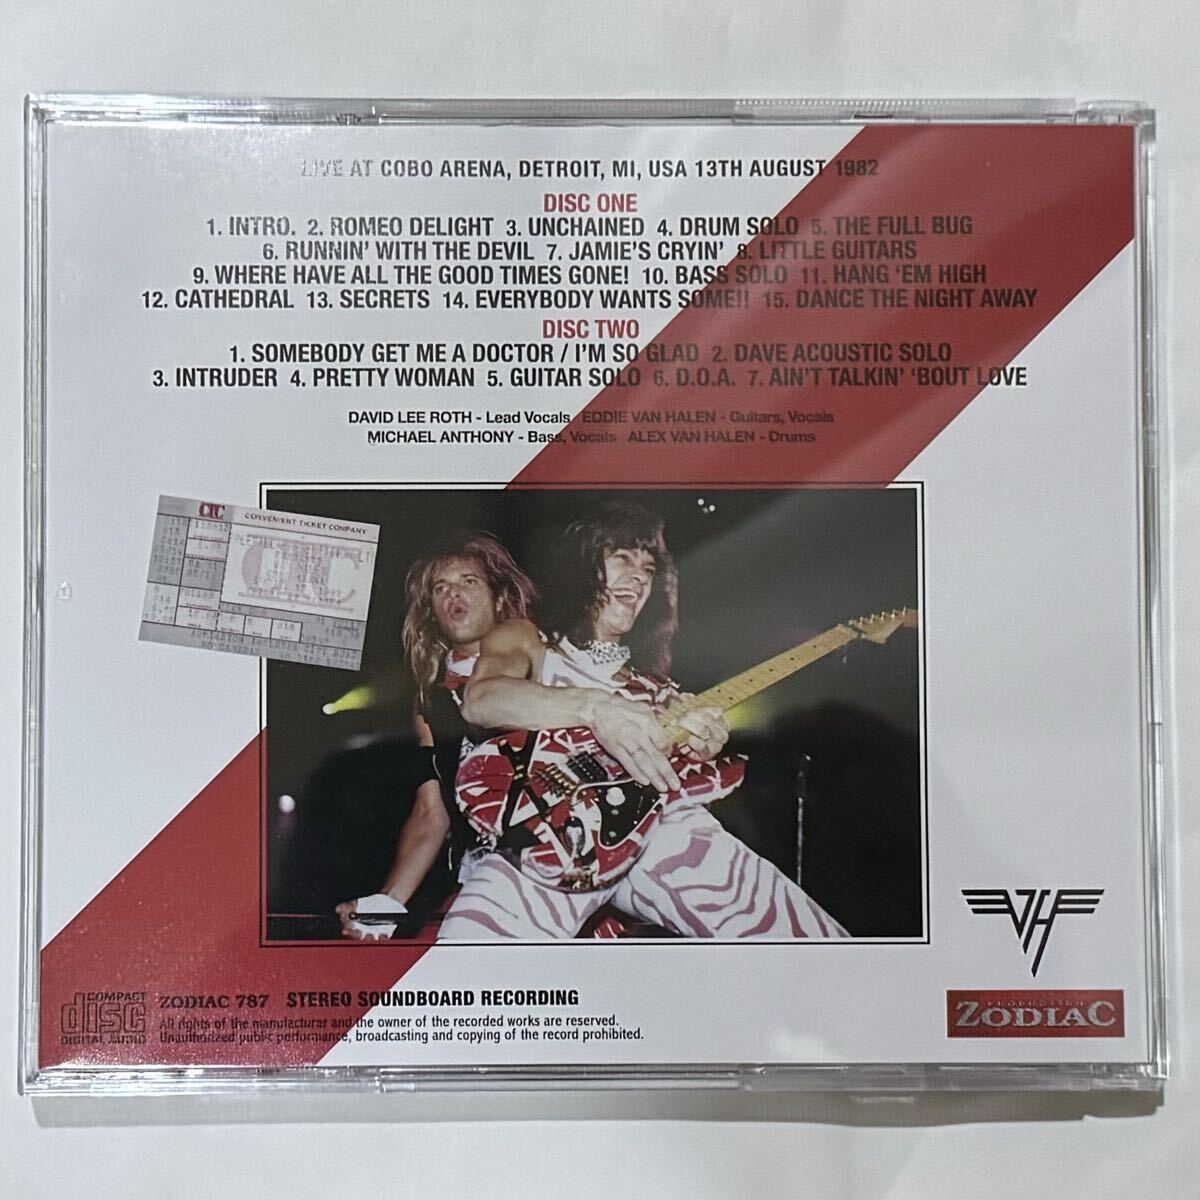 LIVE AT COBO ARENA, DETROIT, MI, USA 13TH AUGUST 1982
DISC ONE
1. INTRO. 2. ROMEO DELIGHT 3. UNCHAINED 4. DRUM SOLO 5. THE FULL BUG
6. RUNNIN' WITH THE DEVIL 7. JAMIE'S CRYIN' 8. LITTLE GUITARS
9. WHERE HAVE ALL THE GOOD TIMES GONE! 10. BASS SOLO 11. HANG 'EM HIGH
12. CATHEDRAL 13. SECRETS 14. EVERYBODY WANTS SOME!! 15. DANCE THE NIGHT AWAY
DISC TWO
1. SOMEBODY GET ME A DOCTOR / I'M SO GLAD 2. DAVE ACOUSTIC SOLO
3. INTRUDER 4. PRETTY WOMAN 5. GUITAR SOLO 6. D.O.A. 7. AIN'T TALKIN' 'BOUT LOVE
DAVID LEE ROTH - Lead Vocals EDDIE VAN HALEN - Guitars, Vocals
MICHAEL ANTHONY - Bass, Vocals ALEX VAN HALEN - Drums
CTC CONVENIENT TICKET COMPANY
VH
COMPACT
disc
DIGITAL AUDIO
ZODIAC 787 STEREO SOUNDBOARD RECORDING
All rights of the manufacturer and the owner of the recorded works are reserved.
Unauthorized public performance, broadcasting and copying of the record prohibited.
PRODUCTION
ZODIAC